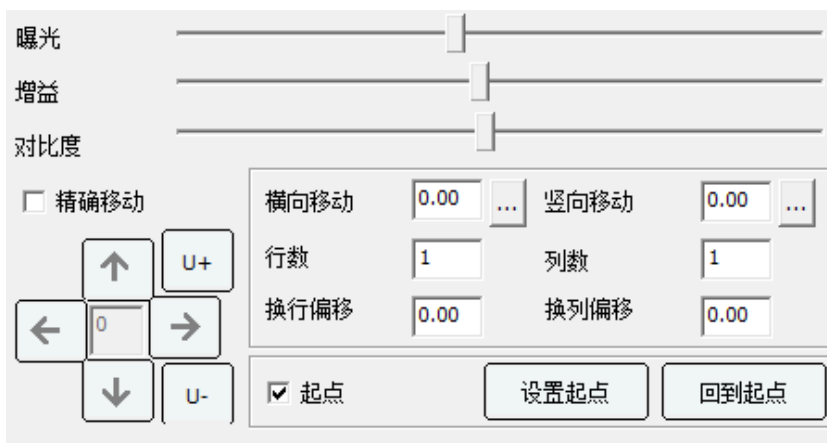 曝光
增益
对比度
精确移动
横向移动 0.00 ... 竖向移动 0.00 ...
U+
行数 1 列数 1
0
换行偏移 0.00 换列偏移 0.00
U-
起点 设置起点 回到起点